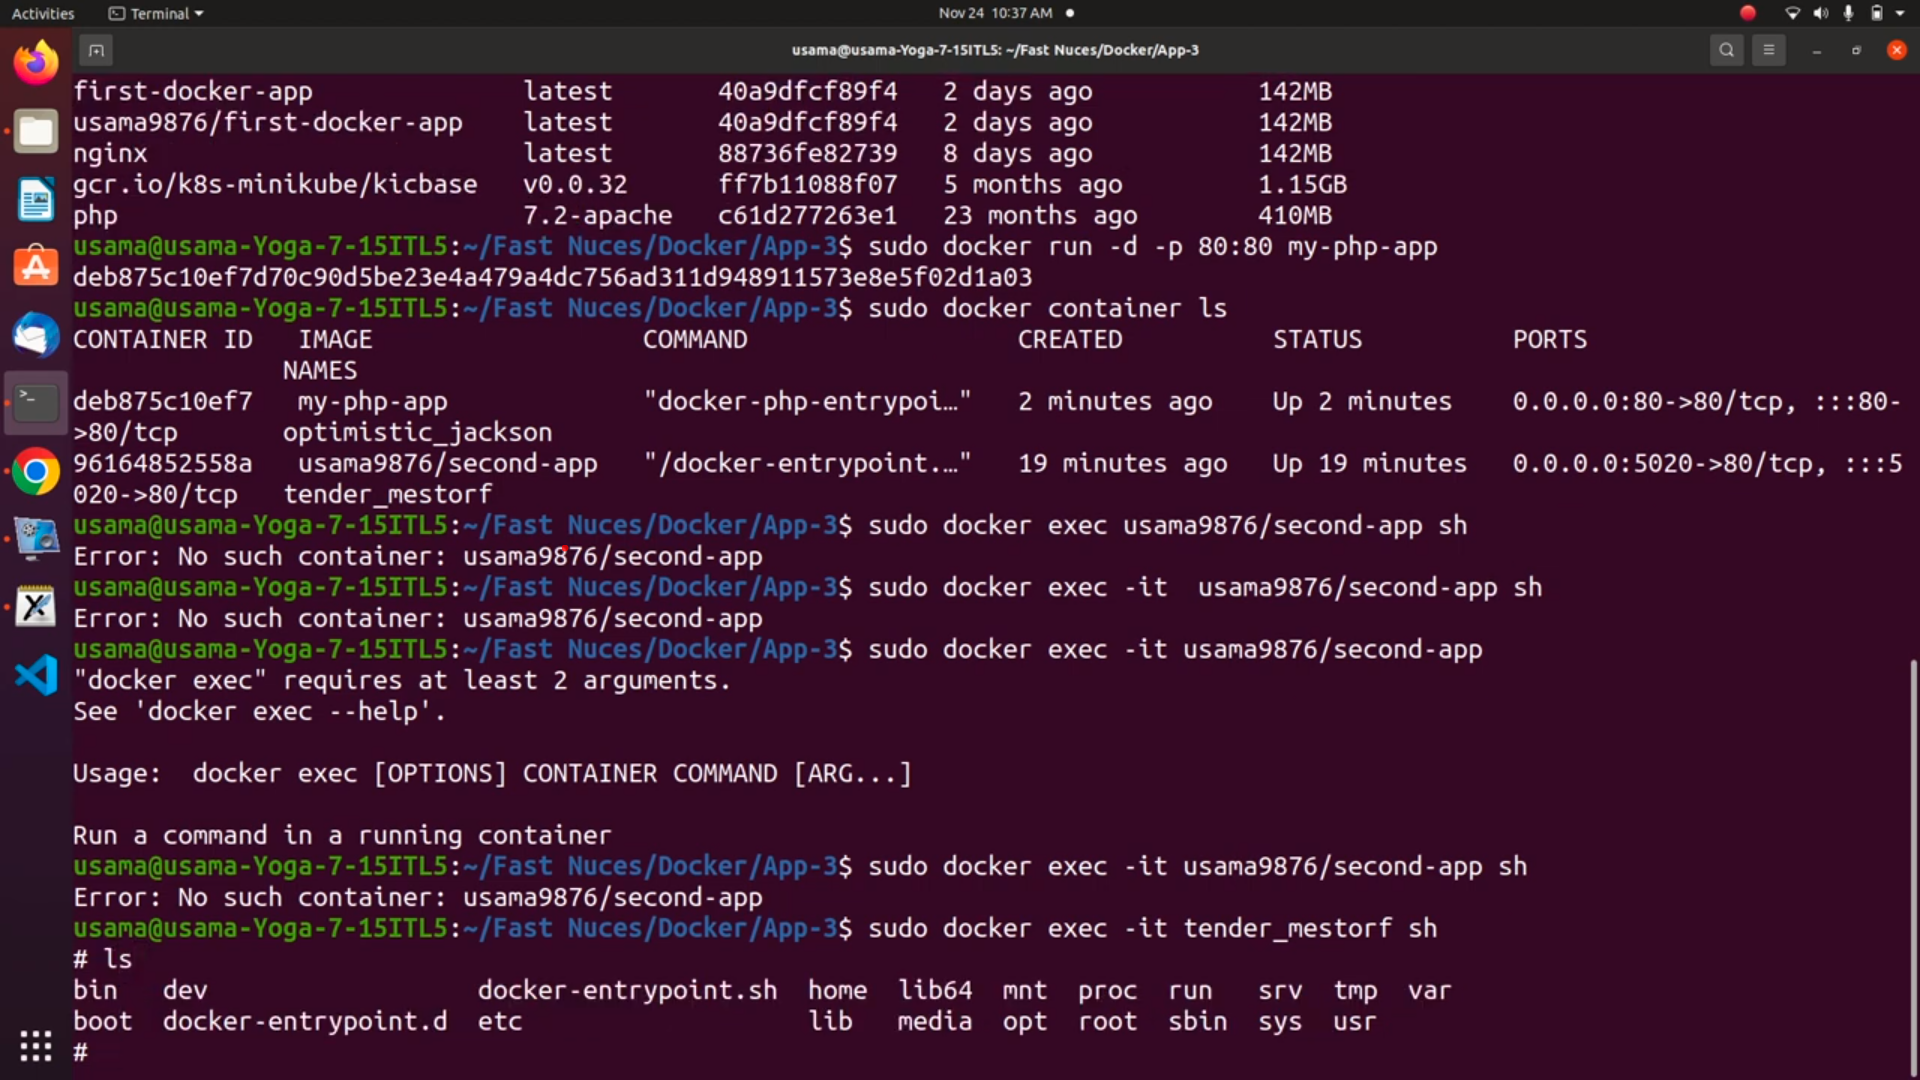 Activities
Terminal
Nov 24 10:37 AM
usama@usama-Yoga-7-15ITL5: ~/Fast Nuces/Docker/App-3
first-docker-app latest 40a9dfcf89f4 2 days ago 142MB
usama9876/first-docker-app latest 40a9dfcf89f4 2 days ago 142MB
nginx latest 88736fe82739 8 days ago 142MB
gcr.io/k8s-minikube/kicbase v0.0.32 ff7b11088f07 5 months ago 1.15GB
php 7.2-apache c61d277263e1 23 months ago 410MB
usama@usama-Yoga-7-15ITL5:~/Fast Nuces/Docker/App-3$ sudo docker run -d -p 80:80 my-php-app
deb875c10ef7d70c90d5be23e4a479a4dc756ad311d948911573e8e5f02d1a03
usama@usama-Yoga-7-15ITL5:~/Fast Nuces/Docker/App-3$ sudo docker container ls
CONTAINER ID IMAGE COMMAND CREATED STATUS PORTS
NAMES
deb875c10ef7 my-php-app "docker-php-entrypoi…" 2 minutes ago Up 2 minutes 0.0.0.0:80->80/tcp, :::80-
>80/tcp optimistic_jackson
96164852558a usama9876/second-app "/docker-entrypoint.…" 19 minutes ago Up 19 minutes 0.0.0.0:5020->80/tcp, :::5
020->80/tcp tender_mestorf
usama@usama-Yoga-7-15ITL5:~/Fast Nuces/Docker/App-3$ sudo docker exec usama9876/second-app sh
Error: No such container: usama9876/second-app
usama@usama-Yoga-7-15ITL5:~/Fast Nuces/Docker/App-3$ sudo docker exec -it  usama9876/second-app sh
Error: No such container: usama9876/second-app
usama@usama-Yoga-7-15ITL5:~/Fast Nuces/Docker/App-3$ sudo docker exec -it usama9876/second-app
"docker exec" requires at least 2 arguments.
See 'docker exec --help'.
Usage:  docker exec [OPTIONS] CONTAINER COMMAND [ARG...]
Run a command in a running container
usama@usama-Yoga-7-15ITL5:~/Fast Nuces/Docker/App-3$ sudo docker exec -it usama9876/second-app sh
Error: No such container: usama9876/second-app
usama@usama-Yoga-7-15ITL5:~/Fast Nuces/Docker/App-3$ sudo docker exec -it tender_mestorf sh
# ls
bin dev docker-entrypoint.sh home lib64 mnt proc run srv tmp var
boot docker-entrypoint.d etc lib media opt root sbin sys usr
#